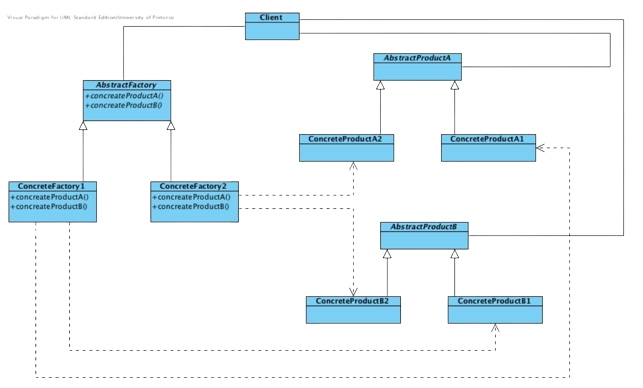 Visual Paradigm for UML Standard Edition(University of Pretoria)
Client
AbstractProductA
AbstractFactory
+concreateProductA()
+concreateProductB()
ConcreteProductA2
ConcreteProductA1
ConcreteFactory1
+concreateProductA()
+concreateProductB()
ConcreteFactory2
+concreateProductA()
+concreateProductB()
AbstractProductB
ConcreteProductB2
ConcreteProductB1